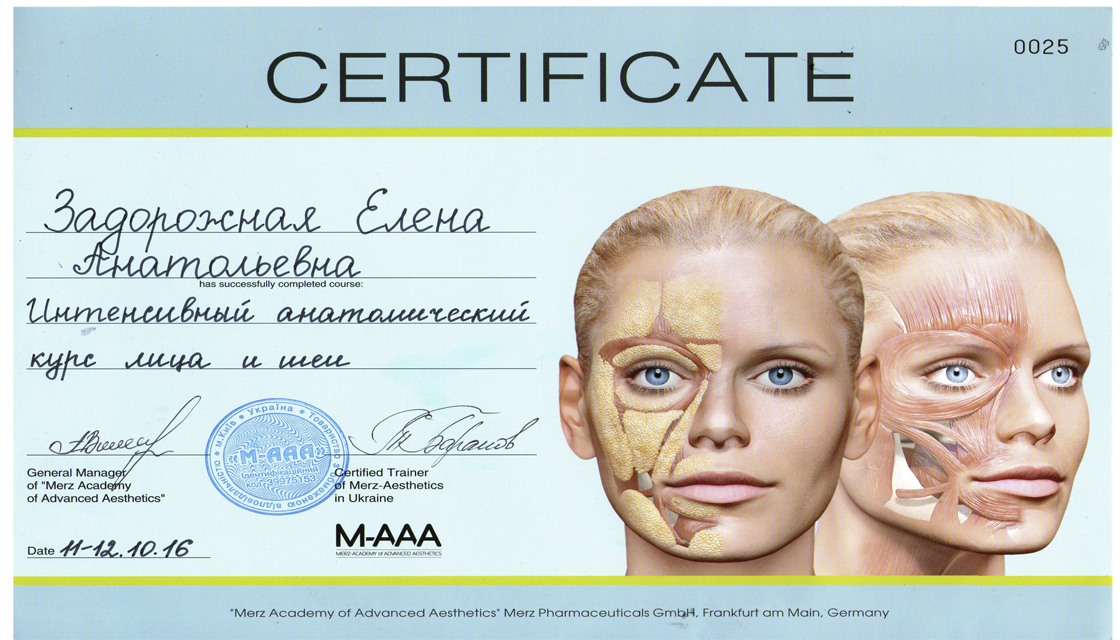 0025
CERTIFICATE
Задорожная Елена
Анатольевна
has successfully completed course:
Интенсивный анатомический
курс лица и шеи
General Manager
of "Merz Academy
of Advanced Aesthetics"
Certified Trainer
of Merz-Aesthetics
in Ukraine
Україна * Товариство з обмеженою відповідальністю * м.Київ *
«М-ААА»
Ідентифікаційний
код 39975153
M-AAA
MERZ-ACADEMY of ADVANCED AESTHETICS
Date 11-12.10.16
"Merz Academy of Advanced Aesthetics" Merz Pharmaceuticals GmbH, Frankfurt am Main, Germany